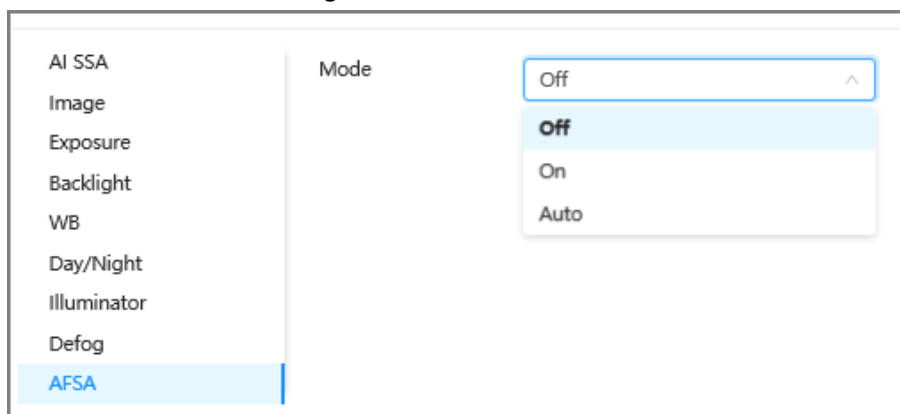 AI SSA
Image
Exposure
Backlight
WB
Day/Night
Illuminator
Defog
AFSA
Mode
Off
Off
On
Auto